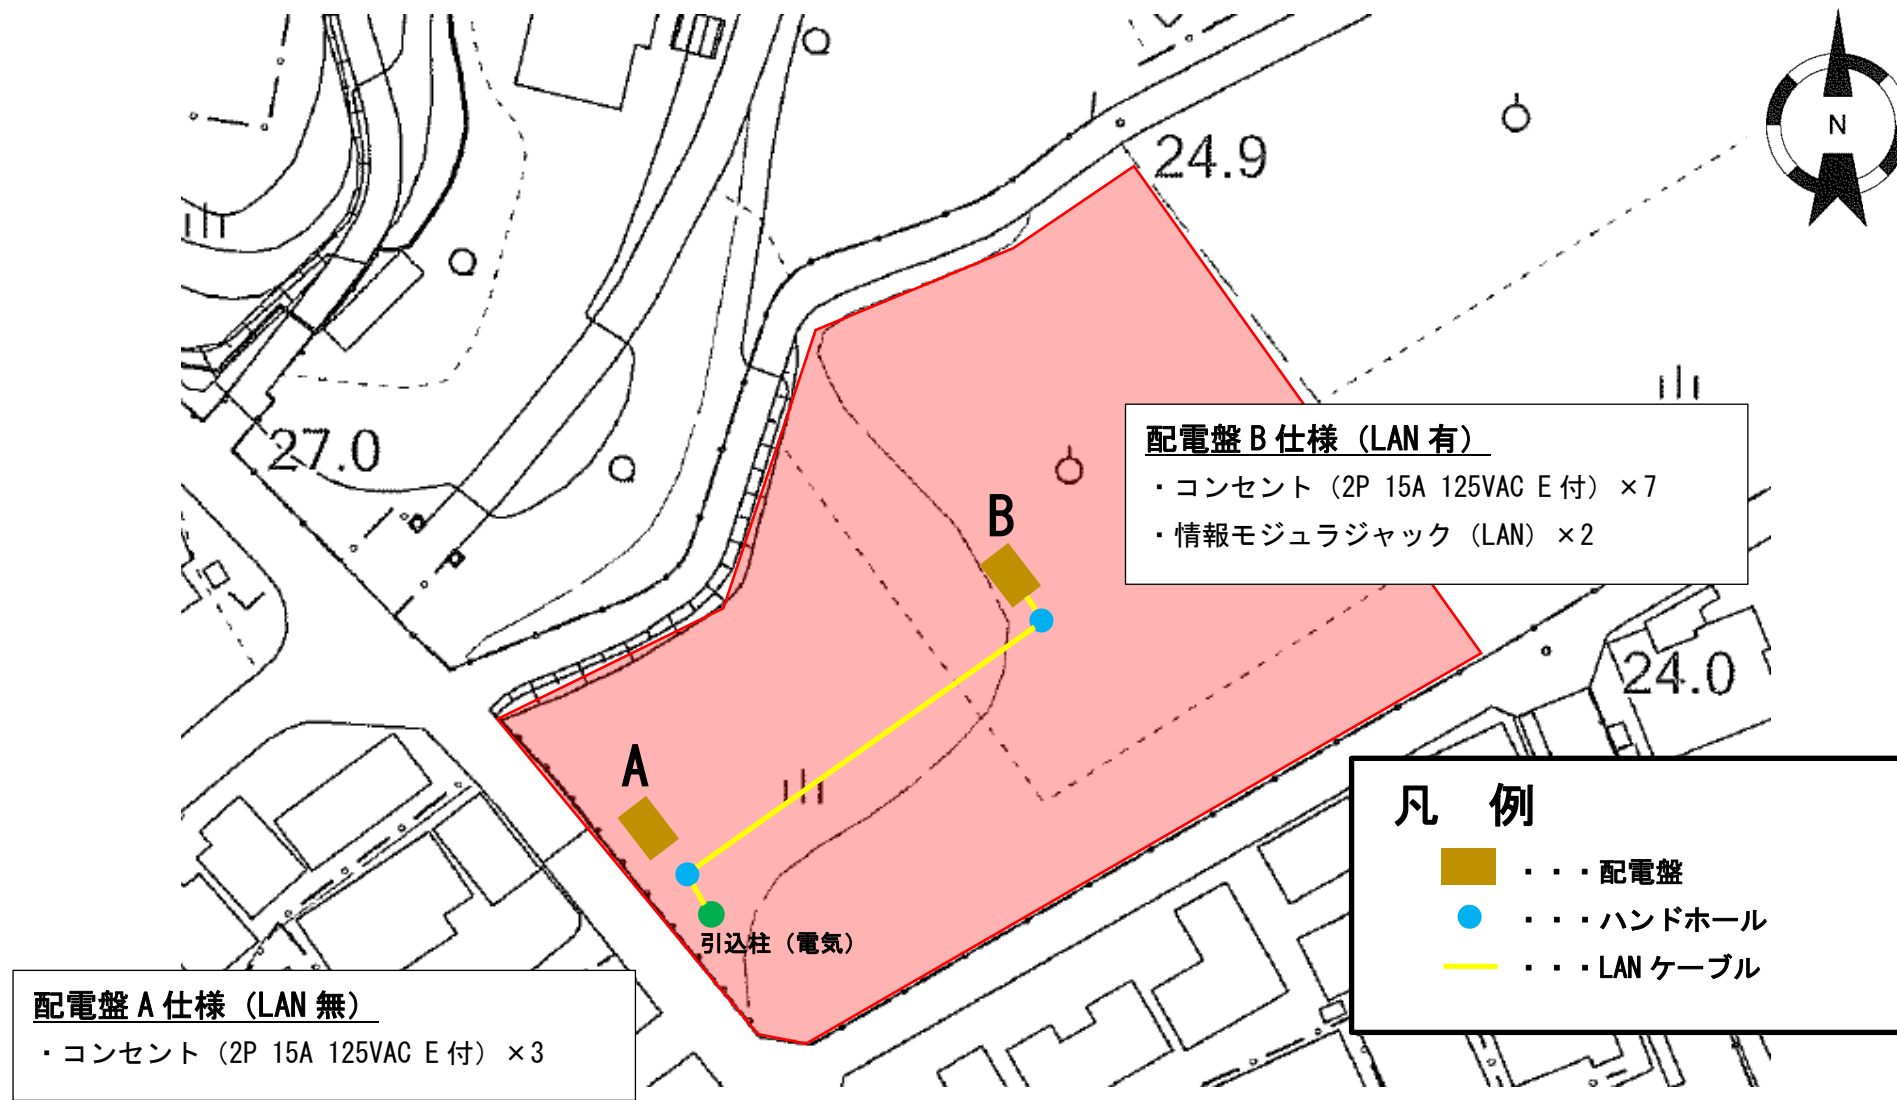 N
24.9
27.0
配電盤 B 仕様（LAN 有）
・コンセント（2P 15A 125VAC E 付）×7
・情報モジュラジャック（LAN）×2
B
24.0
A
凡　例
・・・配電盤
・・・ハンドホール
・・・LAN ケーブル
引込柱（電気）
配電盤 A 仕様（LAN 無）
・コンセント（2P 15A 125VAC E 付）×3